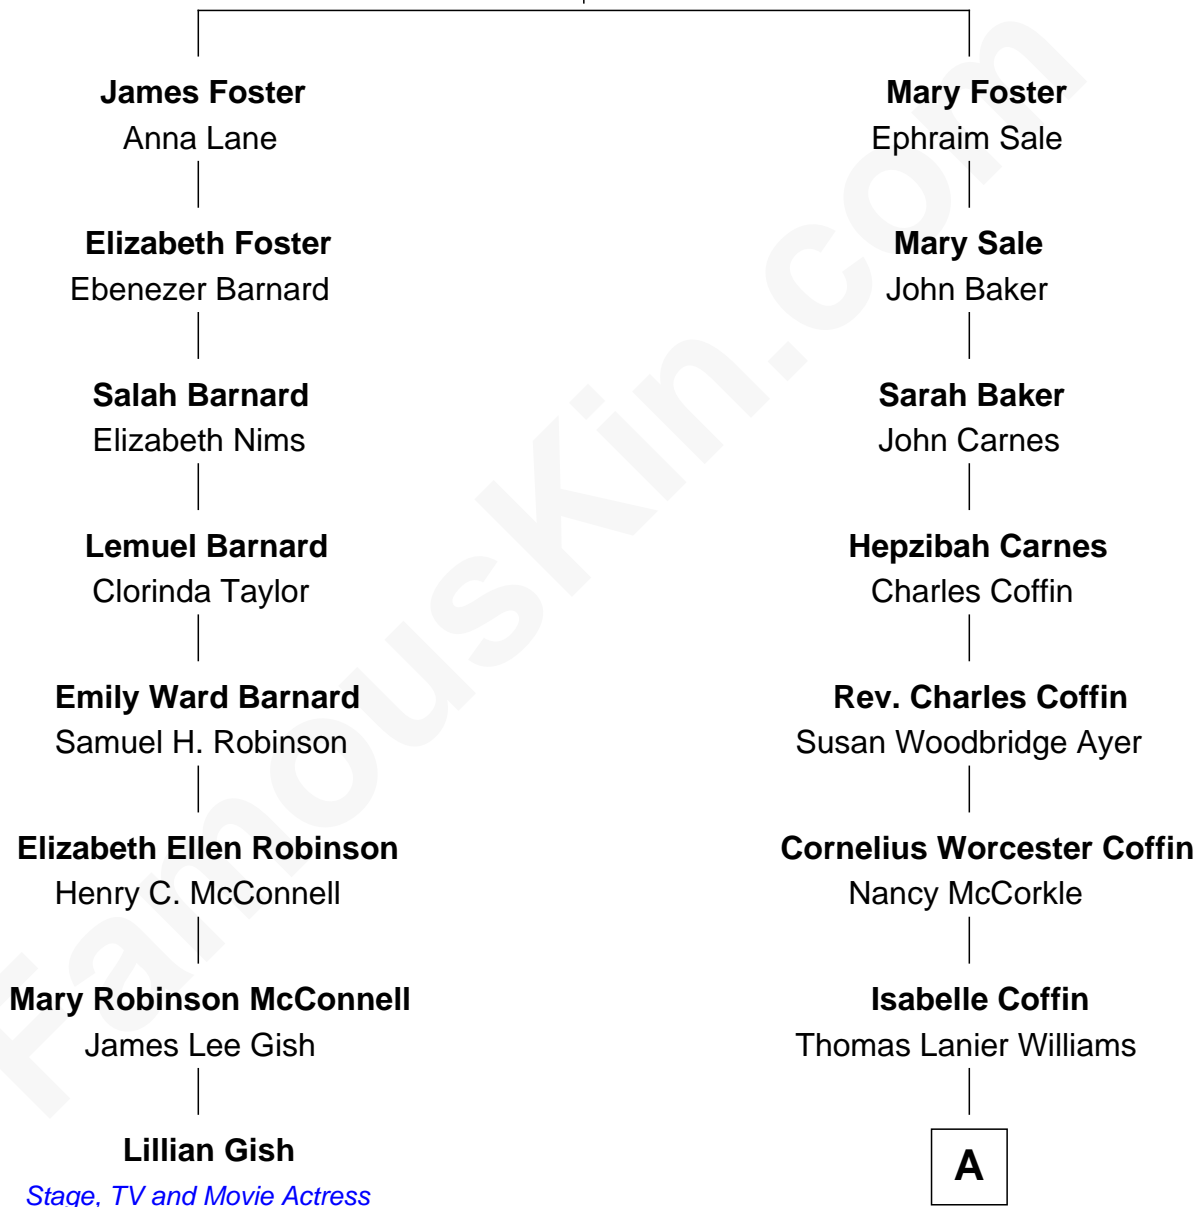 James Foster
Anna Lane
Elizabeth Foster
Ebenezer Barnard
Salah Barnard
Elizabeth Nims
Lemuel Barnard
Clorinda Taylor
Emily Ward Barnard
Samuel H. Robinson
Elizabeth Ellen Robinson
Henry C. McConnell
Mary Robinson McConnell
James Lee Gish
Lillian Gish
Stage, TV and Movie Actress
Mary Foster
Ephraim Sale
Mary Sale
John Baker
Sarah Baker
John Carnes
Hepzibah Carnes
Charles Coffin
Rev. Charles Coffin
Susan Woodbridge Ayer
Cornelius Worcester Coffin
Nancy McCorkle
Isabelle Coffin
Thomas Lanier Williams
A
FamousKin.com